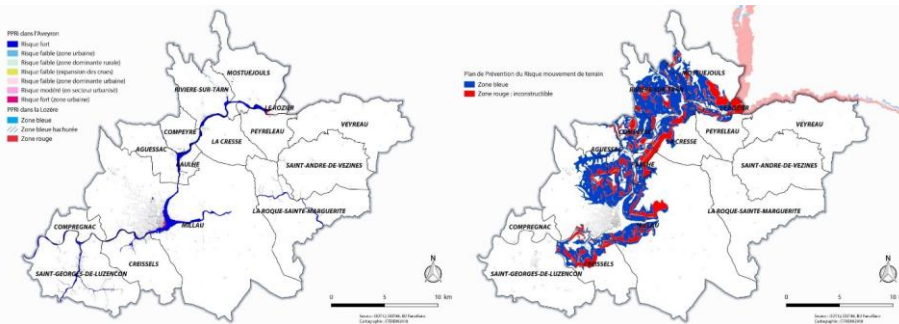 PPRi dans l'Aveyron
Risque fort
Risque faible (zone urbaine)
Risque faible (zone dominante rurale)
Risque faible (expansion des crues)
Risque faible (zone dominante urbaine)
Risque modéré (en secteur urbanisé)
Risque fort (zone urbaine)
PPRi dans la Lozère
Zone bleue
Zone bleue hachurée
Zone rouge
MOSTUEJOULS
RIVIERE-SUR-TARN
LE ROZIER
COMPEYRE
LA CRESSE
PEYRELEAU
VEYREAU
AGUESSAC
PAULHE
SAINT-ANDRE-DE-VEZINES
LA ROQUE-SAINTE-MARGUERITE
MILLAU
COMPREGNAC
CREISSELS
SAINT-GEORGES-DE-LUZENCON
N
0 5 10 km
Plan de Prévention du Risque mouvement de terrain
Zone bleue
Zone rouge : inconstructible
MOSTUEJOULS
RIVIERE-SUR-TARN
PEYRELEAU
VEYREAU
AGUESSAC
SAINT-ANDRE-DE-VEZINES
LA ROQUE-SAINTE-MARGUERITE
COMPREGNAC
SAINT-GEORGES-DE-LUZENCON
N
0 5 10 km